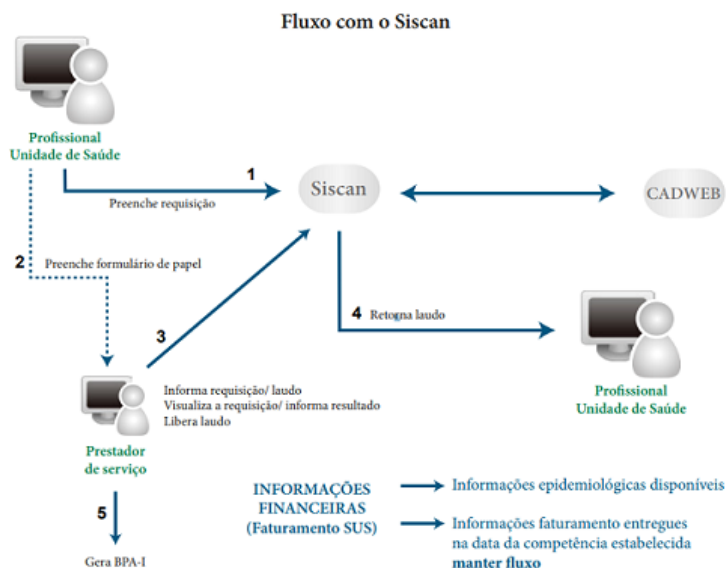 Fluxo com o Siscan
Profissional
Unidade de Saúde
1
Preenche requisição
Siscan
CADWEB
2
Preenche formulário de papel
3
4 Retogna laudo
Informa requisição/ laudo
Visualiza a requisição/ informa resultado
Libera laudo
Profissional
Unidade de Saúde
Prestador
de serviço
5
Gera BPA-I
INFORMAÇÕES
FINANCEIRAS
(Faturamento SUS)
Informações epidemiológicas disponíveis
Informações faturamento entregues
na data da competência estabelecida
manter fluxo